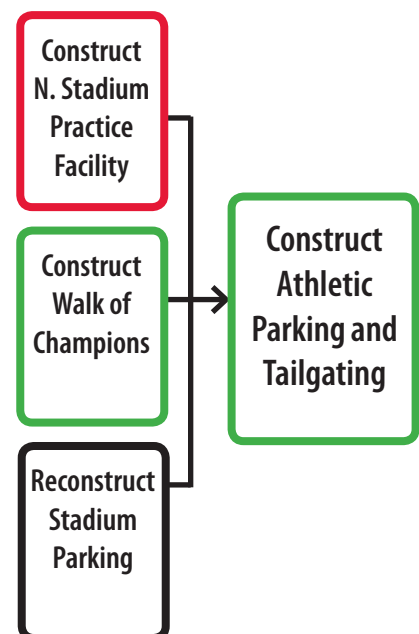 Construct
N. Stadium
Practice
Facility
Construct
Walk of
Champions
Reconstruct
Stadium
Parking
Construct
Athletic
Parking and
Tailgating